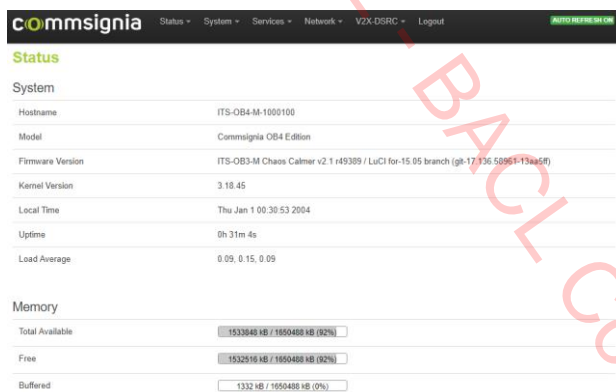 commsignia Status System Services Network V2X-DSRC Logout AUTO REFRESH ON
Status
System
Hostname ITS-OB4-M-1000100
Model Commsignia OB4 Edition
Firmware Version ITS-OB3-M Chaos Calmer v2.1 r49389 / LuCI for-15.05 branch (git-17.136.58961-13aa5ff)
Kernel Version 3.18.45
Local Time Thu Jan 1 00:30:53 2004
Uptime 0h 31m 4s
Load Average 0.09, 0.15, 0.09
Memory
Total Available 1533848 kB / 1650488 kB (92%)
Free 1532516 kB / 1650488 kB (92%)
Buffered 1332 kB / 1650488 kB (0%)
- BACL Co